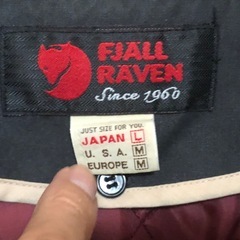 FJALL
RAVEN
Since 1960
JUST SIZE FOR YOU.
JAPAN L
U. S. A. M
EUROPE M